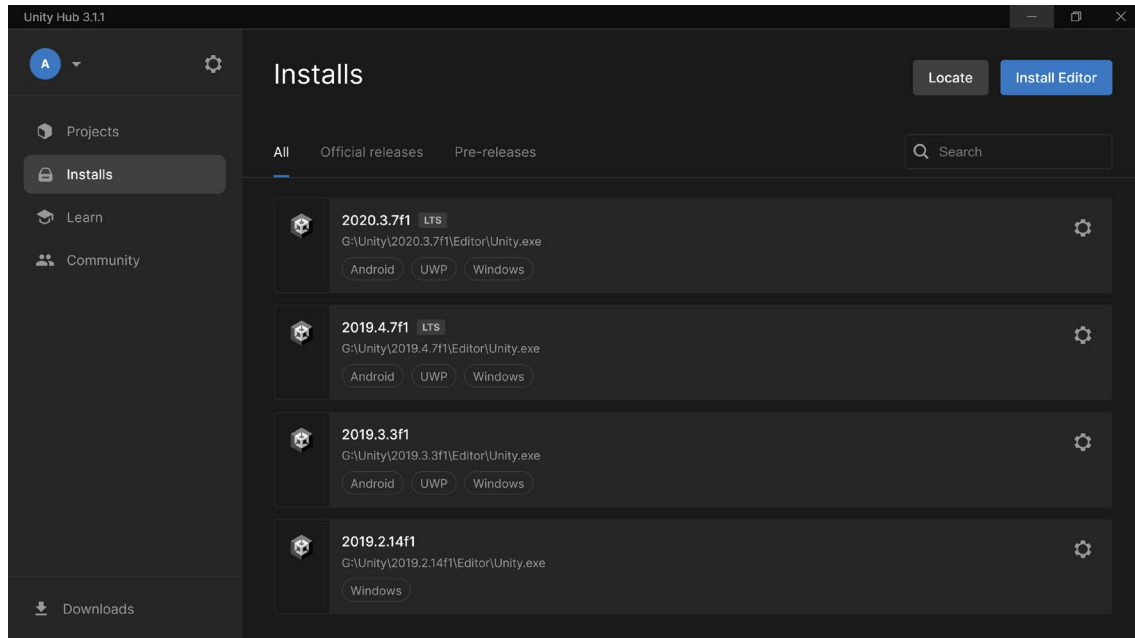 Unity Hub 3.1.1
A
Projects
Installs
Learn
Community
Downloads
Installs
Locate
Install Editor
All Official releases Pre-releases
Search
2020.3.7f1 LTS
G:\Unity\2020.3.7f1\Editor\Unity.exe
Android UWP Windows
2019.4.7f1 LTS
G:\Unity\2019.4.7f1\Editor\Unity.exe
Android UWP Windows
2019.3.3f1
G:\Unity\2019.3.3f1\Editor\Unity.exe
Android UWP Windows
2019.2.14f1
G:\Unity\2019.2.14f1\Editor\Unity.exe
Windows